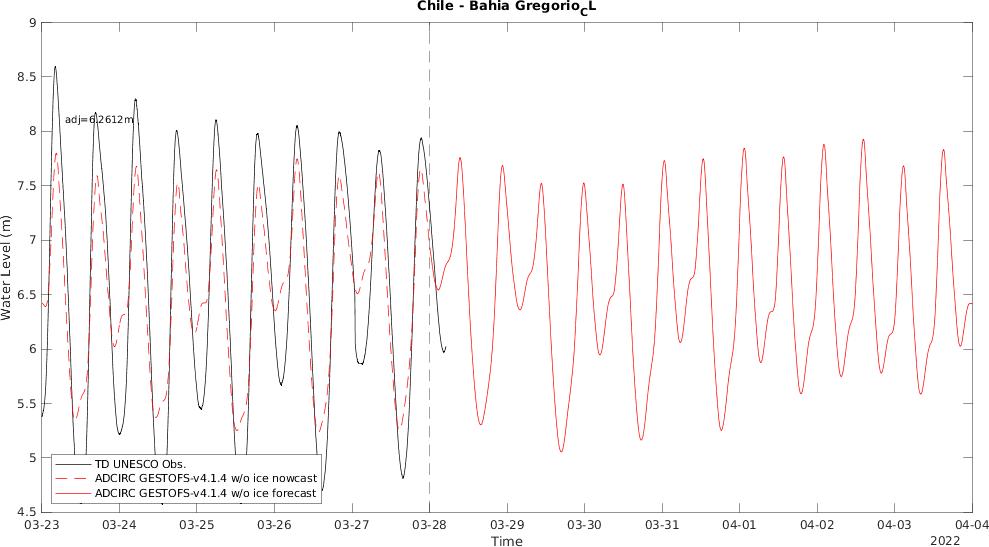 Chile - Bahia Gregorio_CL
9
8.5
8
7.5
7
6.5
6
5.5
5
4.5
Water Level (m)
adj=6.2612m
TD UNESCO Obs.
ADCIRC GESTOFS-v4.1.4 w/o ice nowcast
ADCIRC GESTOFS-v4.1.4 w/o ice forecast
03-23 03-24 03-25 03-26 03-27 03-28 03-29 03-30 03-31 04-01 04-02 04-03 04-04
Time
2022